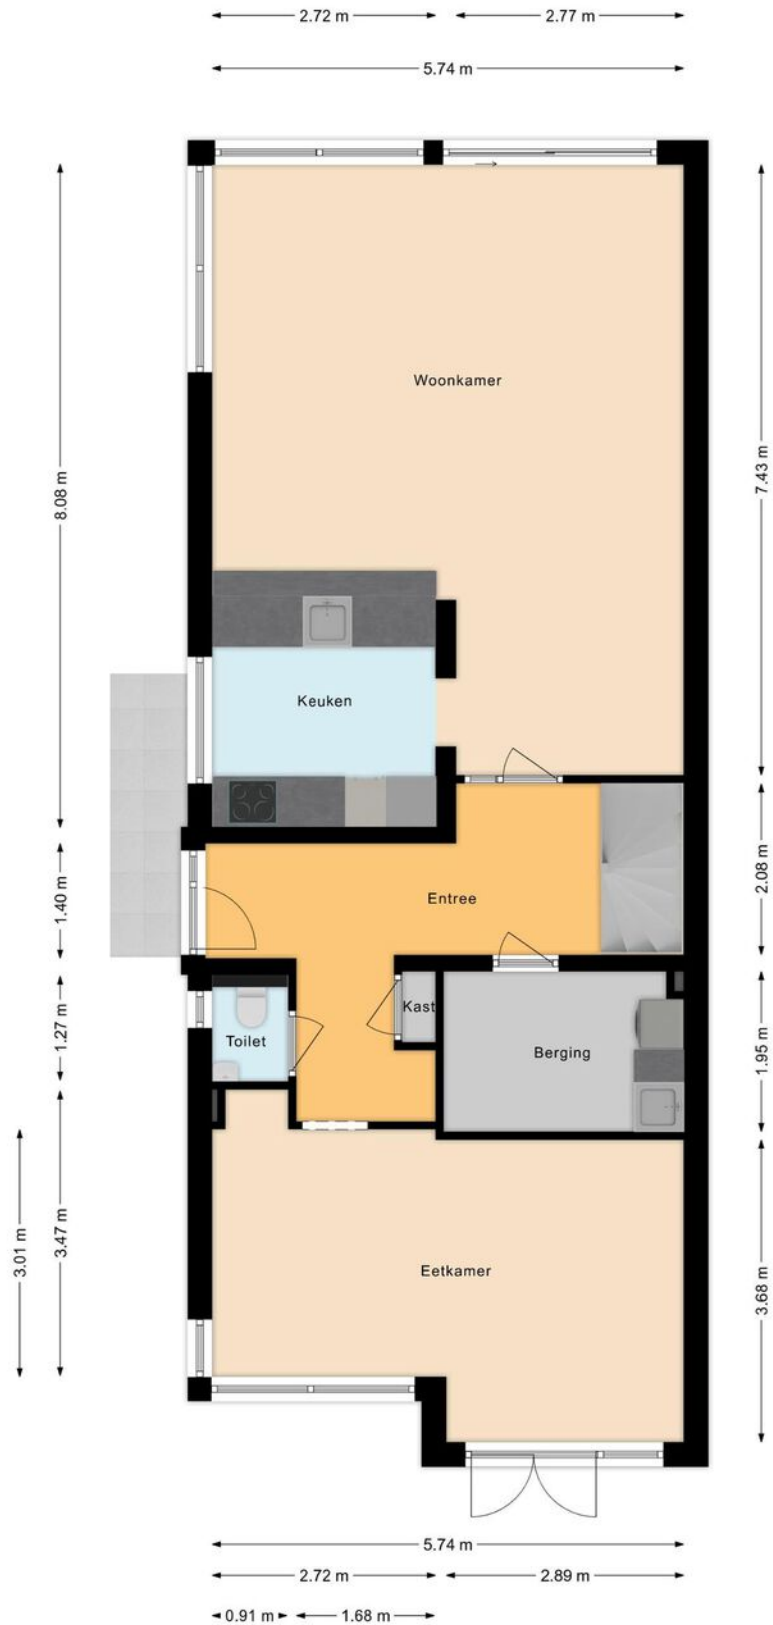 2.72 m
2.77 m
5.74 m
Woonkamer
8.08 m
7.43 m
Keuken
Entree
1.40 m
2.08 m
Kast
Toilet
Berging
1.27 m
1.95 m
Eetkamer
3.01 m
3.47 m
3.68 m
5.74 m
2.72 m
2.89 m
0.91 m
1.68 m